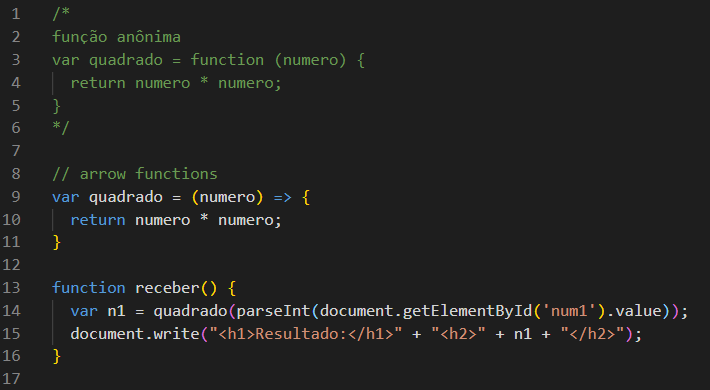 1 /*
2 função anônima
3 var quadrado = function (numero) {
4   return numero * numero;
5 }
6 */
7
8 // arrow functions
9 var quadrado = (numero) => {
10   return numero * numero;
11 }
12
13 function receber() {
14   var n1 = quadrado(parseInt(document.getElementById('num1').value));
15   document.write("<h1>Resultado:</h1>" + "<h2>" + n1 + "</h2>");
16 }
17